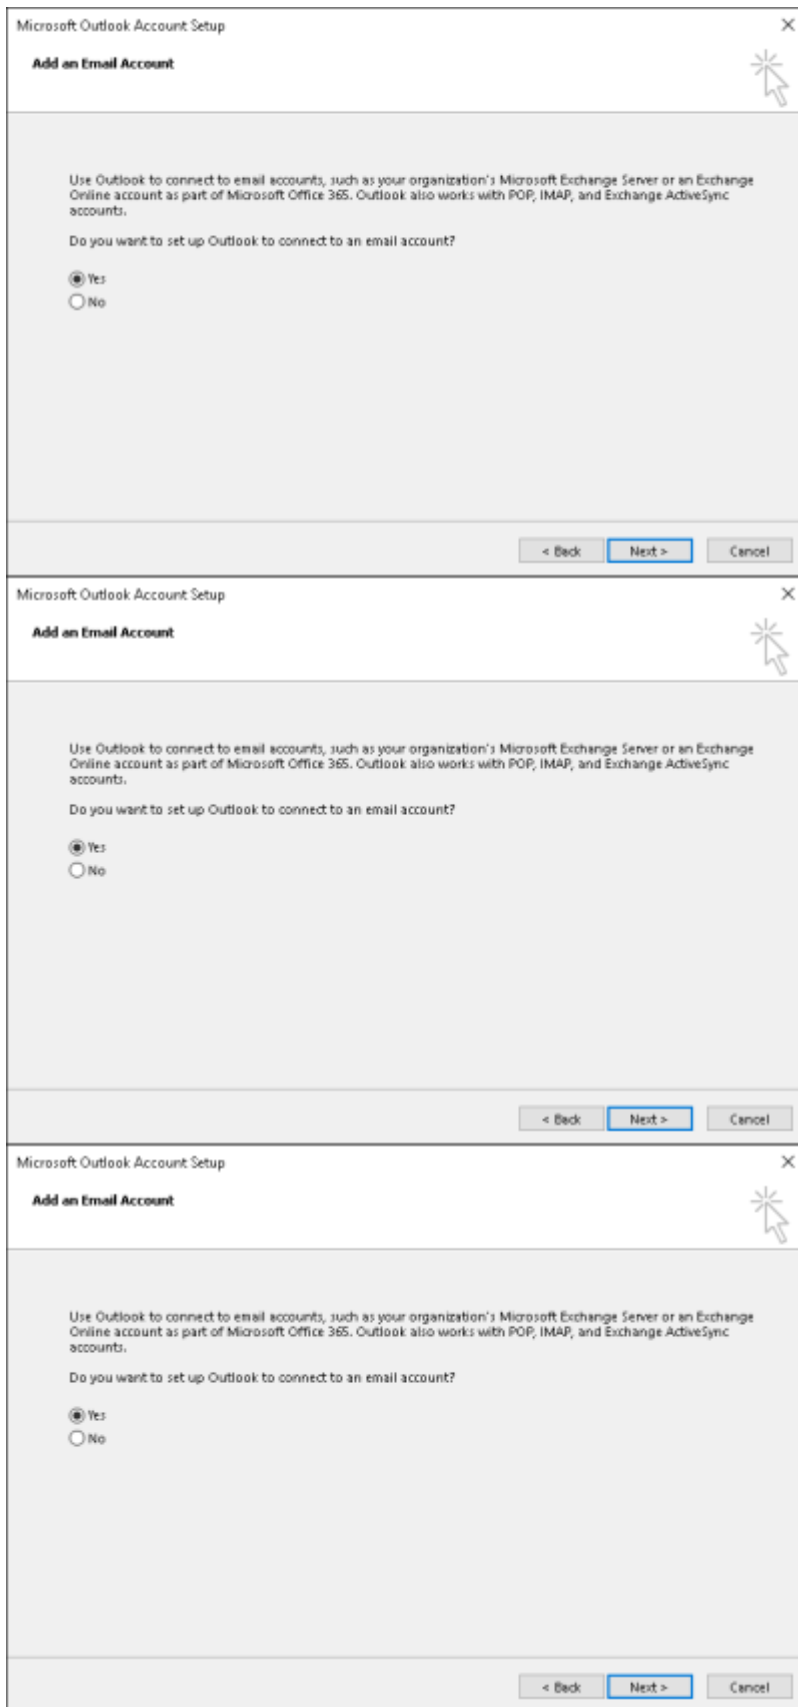 Microsoft Outlook Account Setup
Add an Email Account
Use Outlook to connect to email accounts, such as your organization's Microsoft Exchange Server or an Exchange
Online account as part of Microsoft Office 365. Outlook also works with POP, IMAP, and Exchange ActiveSync
accounts.
Do you want to set up Outlook to connect to an email account?
Yes
No
< Back Next > Cancel
Microsoft Outlook Account Setup
Add an Email Account
Use Outlook to connect to email accounts, such as your organization's Microsoft Exchange Server or an Exchange
Online account as part of Microsoft Office 365. Outlook also works with POP, IMAP, and Exchange ActiveSync
accounts.
Do you want to set up Outlook to connect to an email account?
Yes
No
< Back Next > Cancel
Microsoft Outlook Account Setup
Add an Email Account
Use Outlook to connect to email accounts, such as your organization's Microsoft Exchange Server or an Exchange
Online account as part of Microsoft Office 365. Outlook also works with POP, IMAP, and Exchange ActiveSync
accounts.
Do you want to set up Outlook to connect to an email account?
Yes
No
< Back Next > Cancel